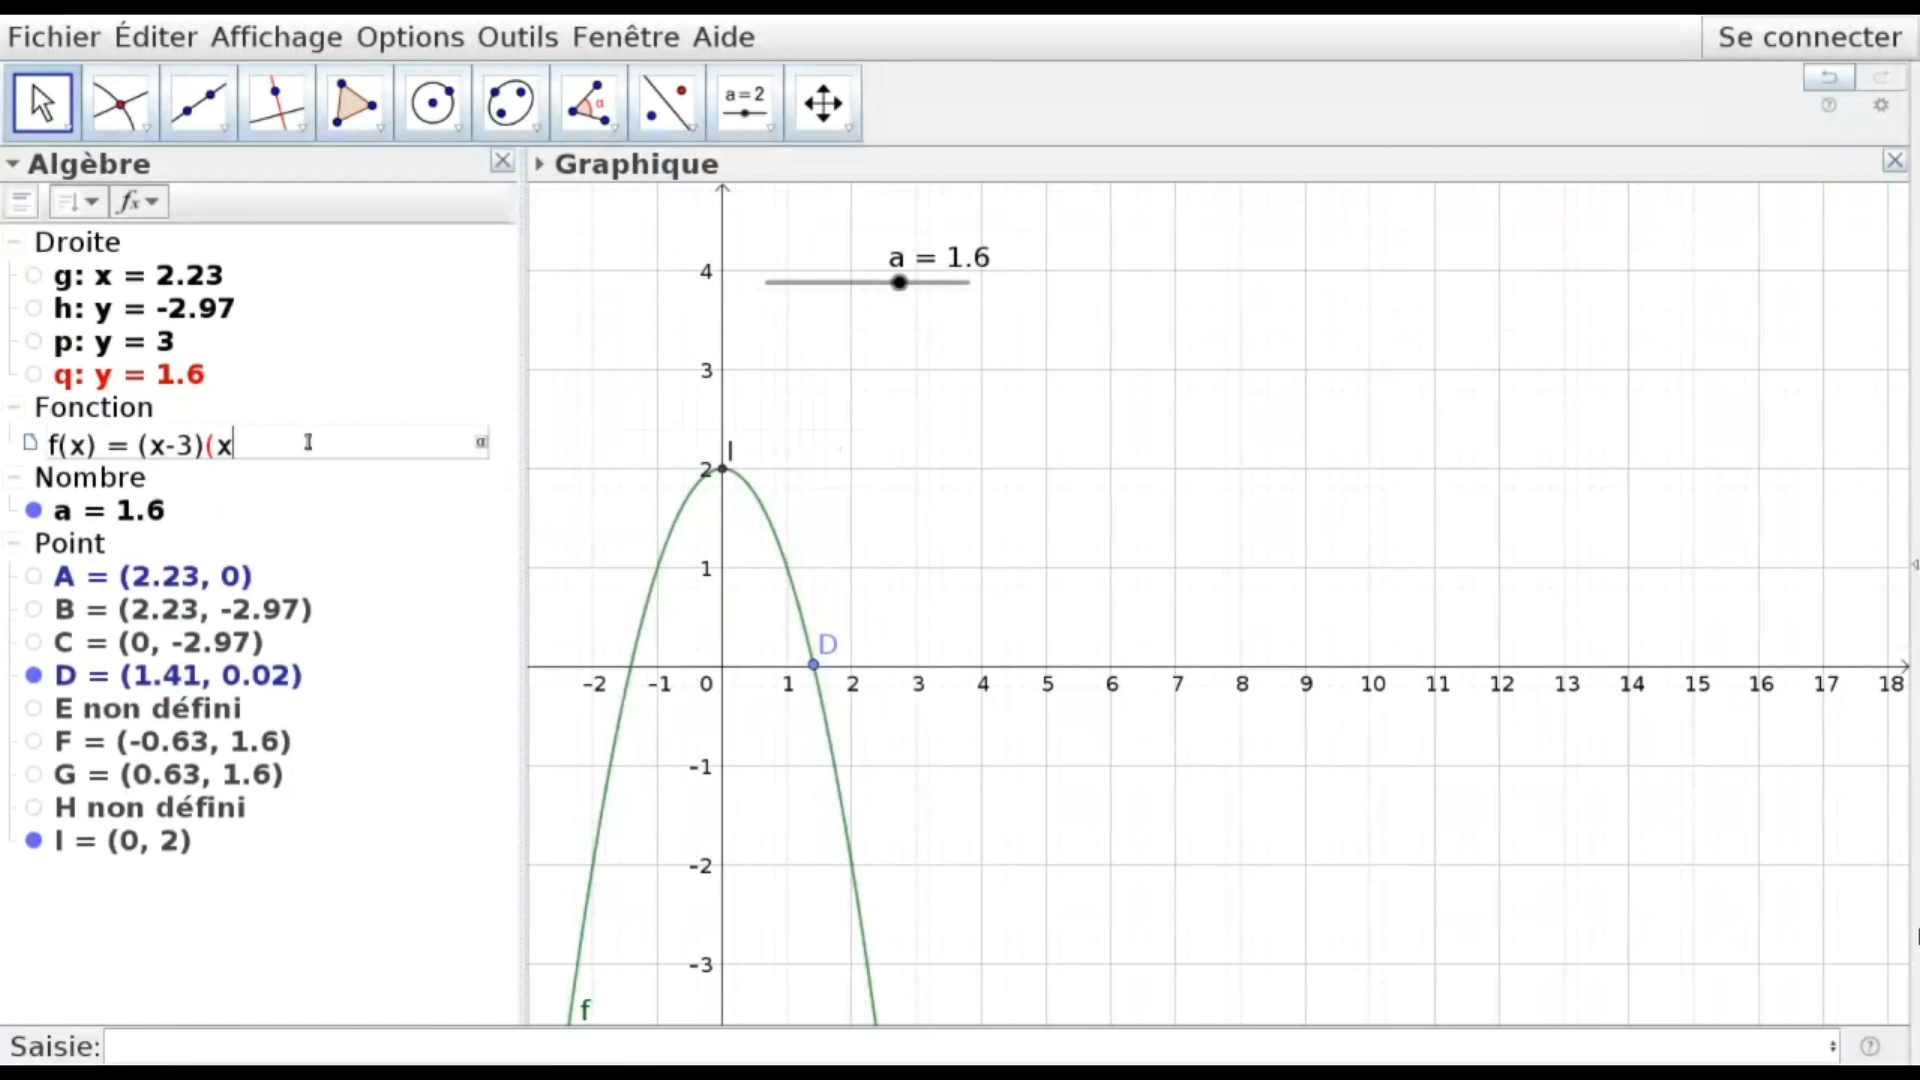 Fichier Éditer Affichage Options Outils Fenêtre Aide
Se connecter
α
a=2
Algèbre
Graphique
fx
Droite
g: x = 2.23
h: y = -2.97
p: y = 3
q: y = 1.6
Fonction
f(x) = (x-3)(x
α
Nombre
a = 1.6
Point
A = (2.23, 0)
B = (2.23, -2.97)
C = (0, -2.97)
D = (1.41, 0.02)
E non défini
F = (-0.63, 1.6)
G = (0.63, 1.6)
H non défini
I = (0, 2)
a = 1.6
4
3
I
2
1
D
-2 -1 0 1 2 3 4 5 6 7 8 9 10 11 12 13 14 15 16 17 18
-1
-2
-3
f
Saisie: